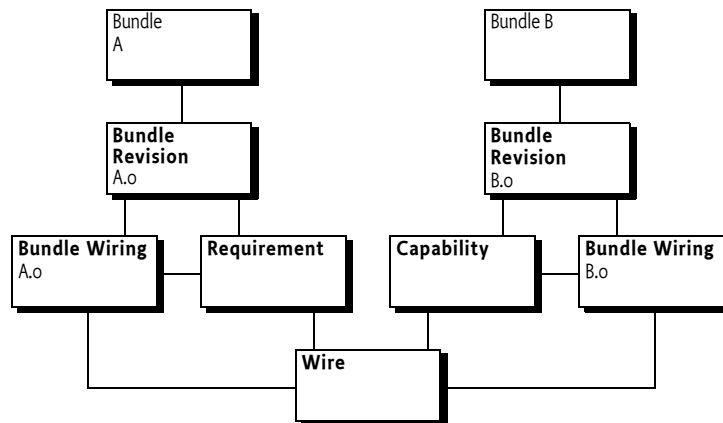 Bundle
A
Bundle B
Bundle
Revision
A.0
Bundle
Revision
B.0
Bundle Wiring
A.0
Requirement
Capability
Bundle Wiring
B.0
Wire